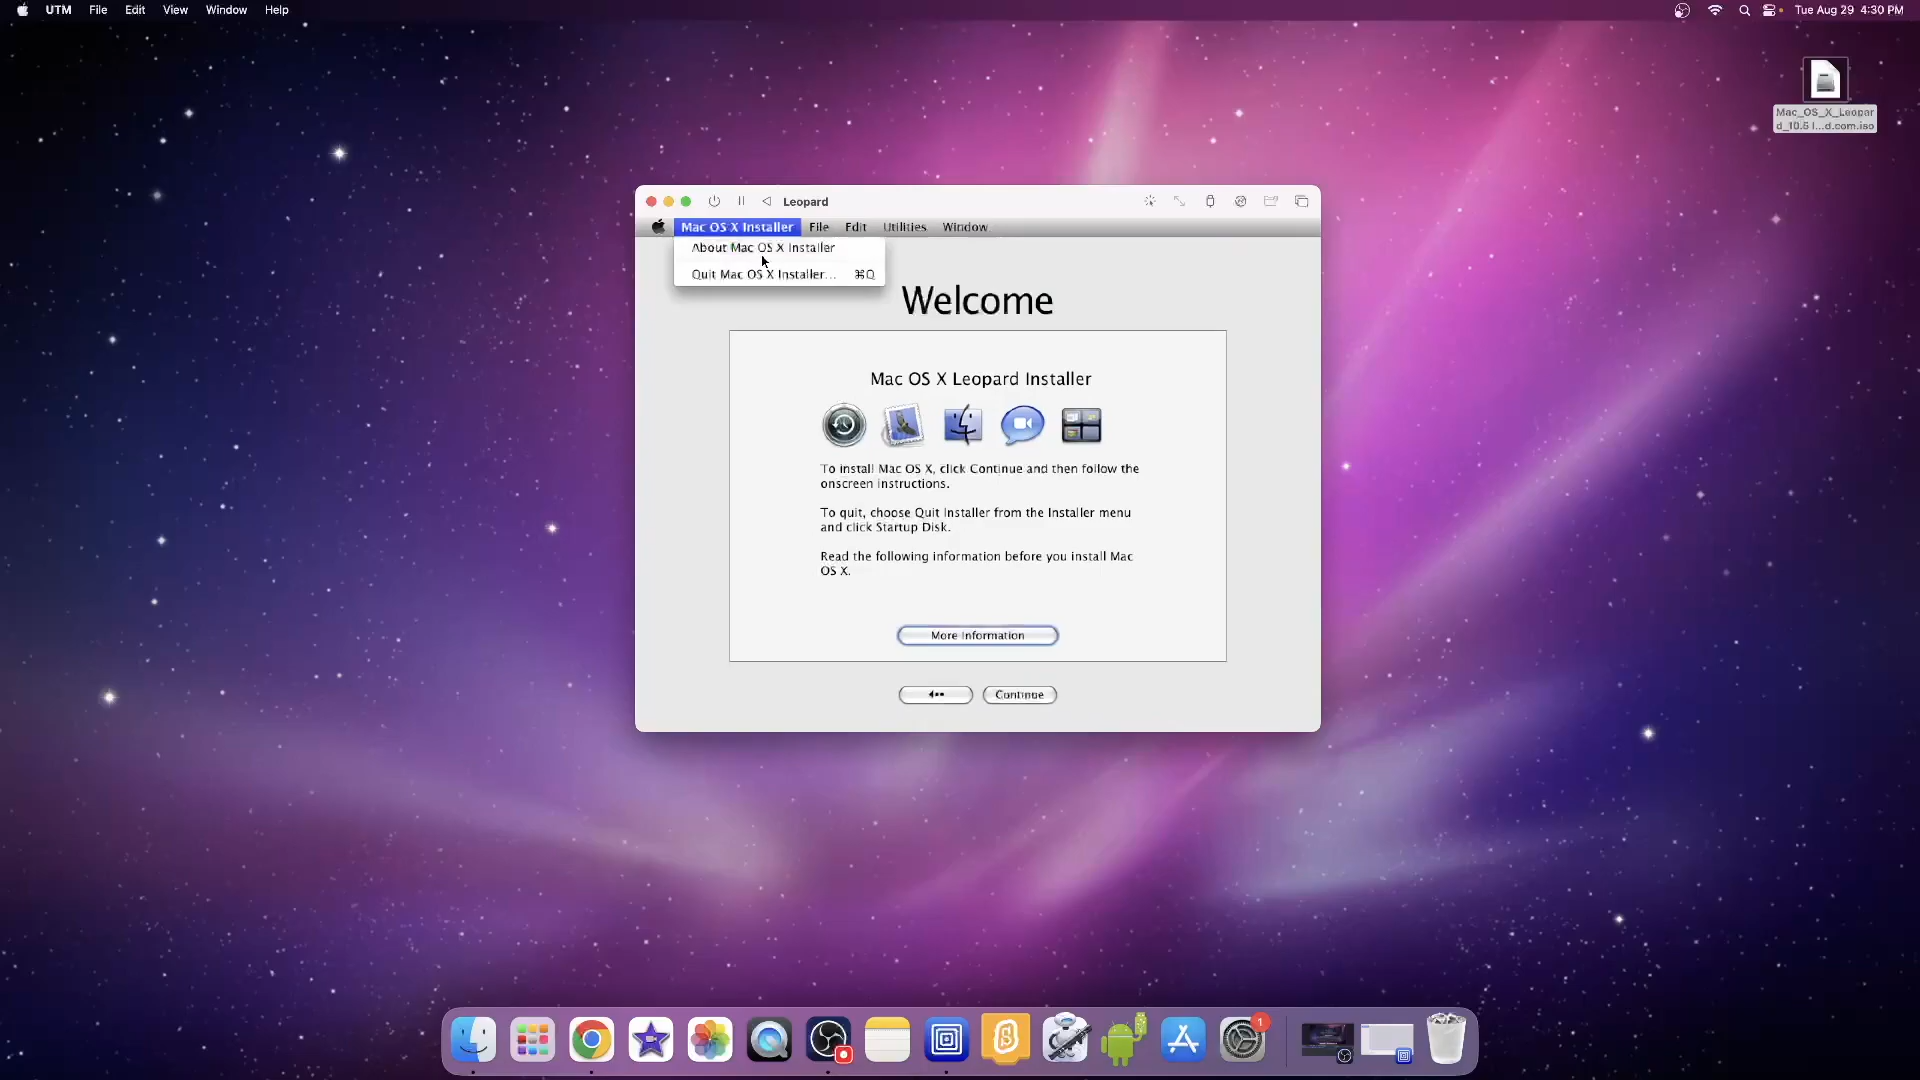 UTM File Edit View Window Help
Tue Aug 29 4:30 PM
Mac_OS_X_Leopar
d_10.5 I...d.com.iso
Leopard
Mac OS X Installer File Edit Utilities Window
About Mac OS X Installer
Quit Mac OS X Installer... ⌘Q
Welcome
Mac OS X Leopard Installer
To install Mac OS X, click Continue and then follow the
onscreen instructions.
To quit, choose Quit Installer from the Installer menu
and click Startup Disk.
Read the following information before you install Mac
OS X.
More Information
Continue
1